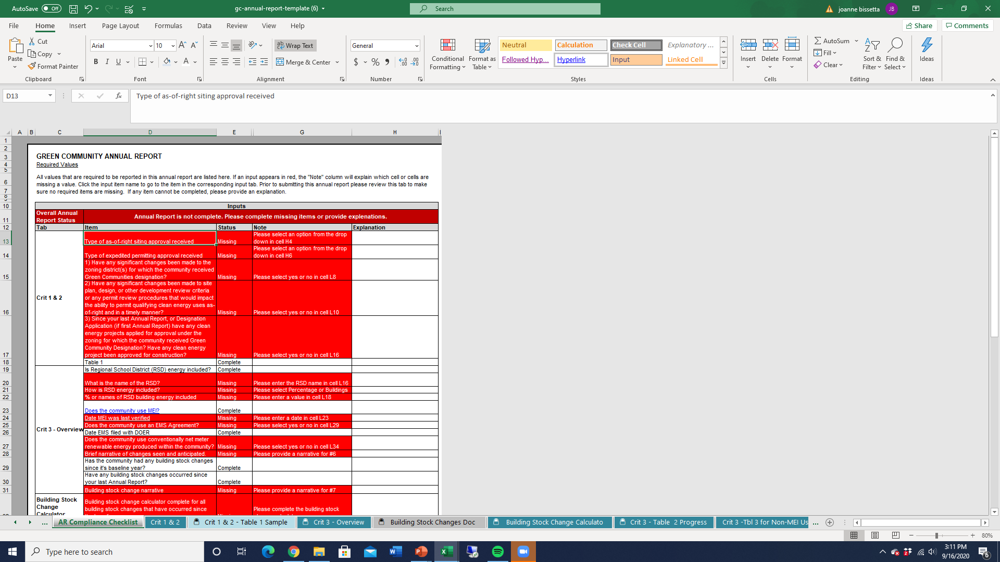 AutoSave Off
gc-annual-report-template (6)
Search
joanne bissetta JB
File Home Insert Page Layout Formulas Data Review View Help
Share Comments
Paste
Cut
Copy
Format Painter
Clipboard
Arial 10
B I U
Font
Wrap Text
Merge & Center
Alignment
General
Number
Conditional Formatting
Format as Table
Neutral Calculation Check Cell Explanatory ...
Followed Hyp... Hyperlink Input Linked Cell
Styles
Insert Delete Format
Cells
AutoSum
Fill
Clear
Sort & Filter
Find & Select
Editing
Ideas
Ideas
D13 fx Type of as-of-right siting approval received
A B C D E G H
GREEN COMMUNITY ANNUAL REPORT
Required Values
All values that are required to be reported in this annual report are listed here. If an input appears in red, the "Note" column will explain which cell or cells are
missing a value. Click the input item name to go to the item in the corresponding input tab. Prior to submitting this annual report please review this tab to make
sure no required items are missing. If any item cannot be completed, please provide an explanation.
10 Inputs
11 Overall Annual Report Status Annual Report is not complete. Please complete missing items or provide explenations.
12 Tab Item Status Note Explanation
13 Type of as-of-right siting approval received Missing Please select an option from the drop down in cell H4
14 Type of expedited permitting approval received Missing Please select an option from the drop down in cell H6
15 1) Have any significant changes been made to the zoning district(s) for which the community received Green Communities designation? Missing Please select yes or no in cell L8
Crit 1 & 2
16 2) Have any significant changes been made to site plan, design, or other development review criteria or any permit review procedures that would impact the ability to permit qualifying clean energy uses as-of-right and in a timely manner? Missing Please select yes or no in cell L10
17 3) Since your last Annual Report, or Designation Application (if first Annual Report) have any clean energy projects applied for approval under the zoning for which the community received Green Community Designation? Have any clean energy project been approved for construction? Missing Please select yes or no in cell L16
18 Table 1 Complete
19 Is Regional School District (RSD) energy included? Complete
20 What is the name of the RSD? Missing Please enter the RSD name in cell L16
21 How is RSD energy included? Missing Please select Percentage or Buildings
22 % or names of RSD building energy included Missing Please enter a value in cell L18
23 Does the community use MEI? Complete
24 Date MEI was last verified Missing Please enter a date in cell L23
25 Does the community use an EMS Agreement? Missing Please select yes or no in cell L29
Crit 3 - Overview
26 Date EMS filed with DOER Complete
27 Does the community use conventionally net meter renewable energy produced within the community? Missing Please select yes or no in cell L34
28 Brief narrative of changes seen and anticipated. Missing Please provide a narrative for #6
29 Has the community had any building stock changes since it's baseline year? Complete
30 Have any building stock changes occurred since your last Annual Report? Complete
31 Building stock change narrative Missing Please provide a narrative for #7
Building Stock Change Calculator Building stock change calculator complete for all building stock changes that have occurred since Please complete the building stock
... AR Compliance Checklist Crit 1 & 2 Crit 1 & 2 - Table 1 Sample Crit 3 - Overview Building Stock Changes Doc Building Stock Change Calculato Crit 3 - Table 2 Progress Crit 3 -Tbl 3 for Non-MEI Us ...
80%
Type here to search
3:11 PM
9/16/2020
6